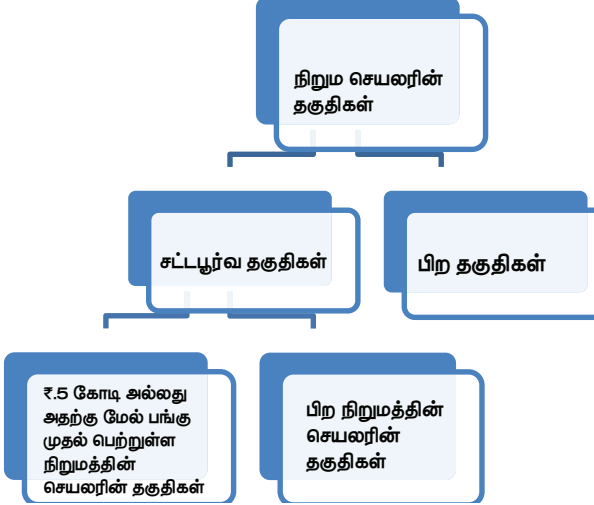 நிறும செயலரின்
தகுதிகள்
சட்டபூர்வ தகுதிகள்
பிற தகுதிகள்
₹.5 கோடி அல்லது
அதற்கு மேல் பங்கு
முதல் பெற்றுள்ள
நிறுமத்தின்
செயலரின் தகுதிகள்
பிற நிறுமத்தின்
செயலரின்
தகுதிகள்